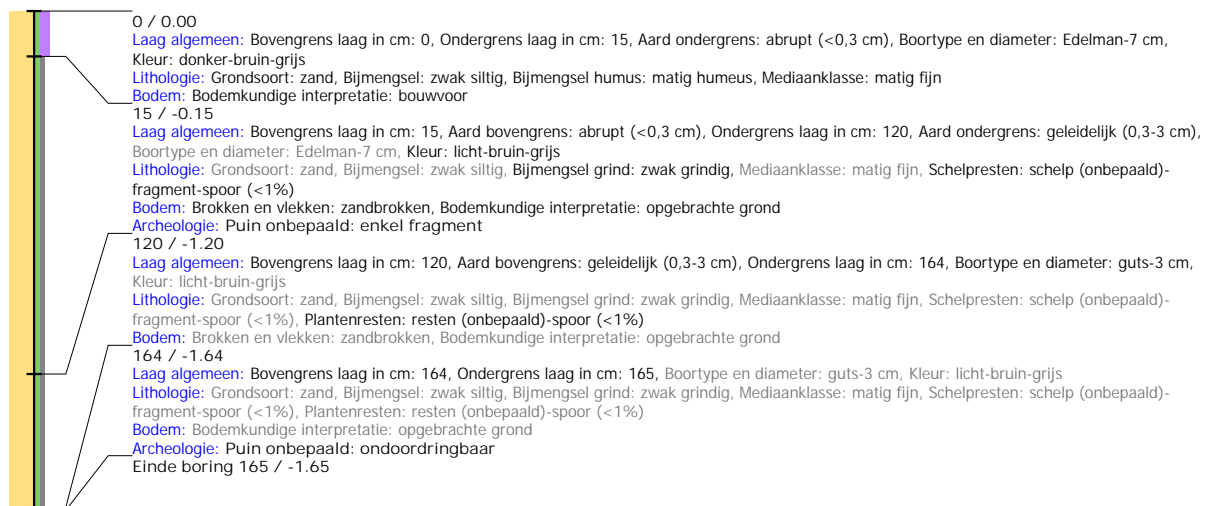 0 / 0.00
Laag algemeen: Bovengrens laag in cm: 0, Ondergrens laag in cm: 15, Aard ondergrens: abrupt (<0,3 cm), Boortype en diameter: Edelman-7 cm,
Kleur: donker-bruin-grijs
Lithologie: Grondsoort: zand, Bijmengsel: zwak siltig, Bijmengsel humus: matig humeus, Mediaanklasse: matig fijn
Bodem: Bodemkundige interpretatie: bouwvoor
15 / -0.15
Laag algemeen: Bovengrens laag in cm: 15, Aard bovengrens: abrupt (<0,3 cm), Ondergrens laag in cm: 120, Aard ondergrens: geleidelijk (0,3-3 cm),
Boortype en diameter: Edelman-7 cm, Kleur: licht-bruin-grijs
Lithologie: Grondsoort: zand, Bijmengsel: zwak siltig, Bijmengsel grind: zwak grindig, Mediaanklasse: matig fijn, Schelpresten: schelp (onbepaald)-
fragment-spoor (<1%)
Bodem: Brokken en vlekken: zandbrokken, Bodemkundige interpretatie: opgebrachte grond
Archeologie: Puin onbepaald: enkel fragment
120 / -1.20
Laag algemeen: Bovengrens laag in cm: 120, Aard bovengrens: geleidelijk (0,3-3 cm), Ondergrens laag in cm: 164, Boortype en diameter: guts-3 cm,
Kleur: licht-bruin-grijs
Lithologie: Grondsoort: zand, Bijmengsel: zwak siltig, Bijmengsel grind: zwak grindig, Mediaanklasse: matig fijn, Schelpresten: schelp (onbepaald)-
fragment-spoor (<1%), Plantenresten: resten (onbepaald)-spoor (<1%)
Bodem: Brokken en vlekken: zandbrokken, Bodemkundige interpretatie: opgebrachte grond
164 / -1.64
Laag algemeen: Bovengrens laag in cm: 164, Ondergrens laag in cm: 165, Boortype en diameter: guts-3 cm, Kleur: licht-bruin-grijs
Lithologie: Grondsoort: zand, Bijmengsel: zwak siltig, Bijmengsel grind: zwak grindig, Mediaanklasse: matig fijn, Schelpresten: schelp (onbepaald)-
fragment-spoor (<1%), Plantenresten: resten (onbepaald)-spoor (<1%)
Bodem: Bodemkundige interpretatie: opgebrachte grond
Archeologie: Puin onbepaald: ondoordringbaar
Einde boring 165 / -1.65